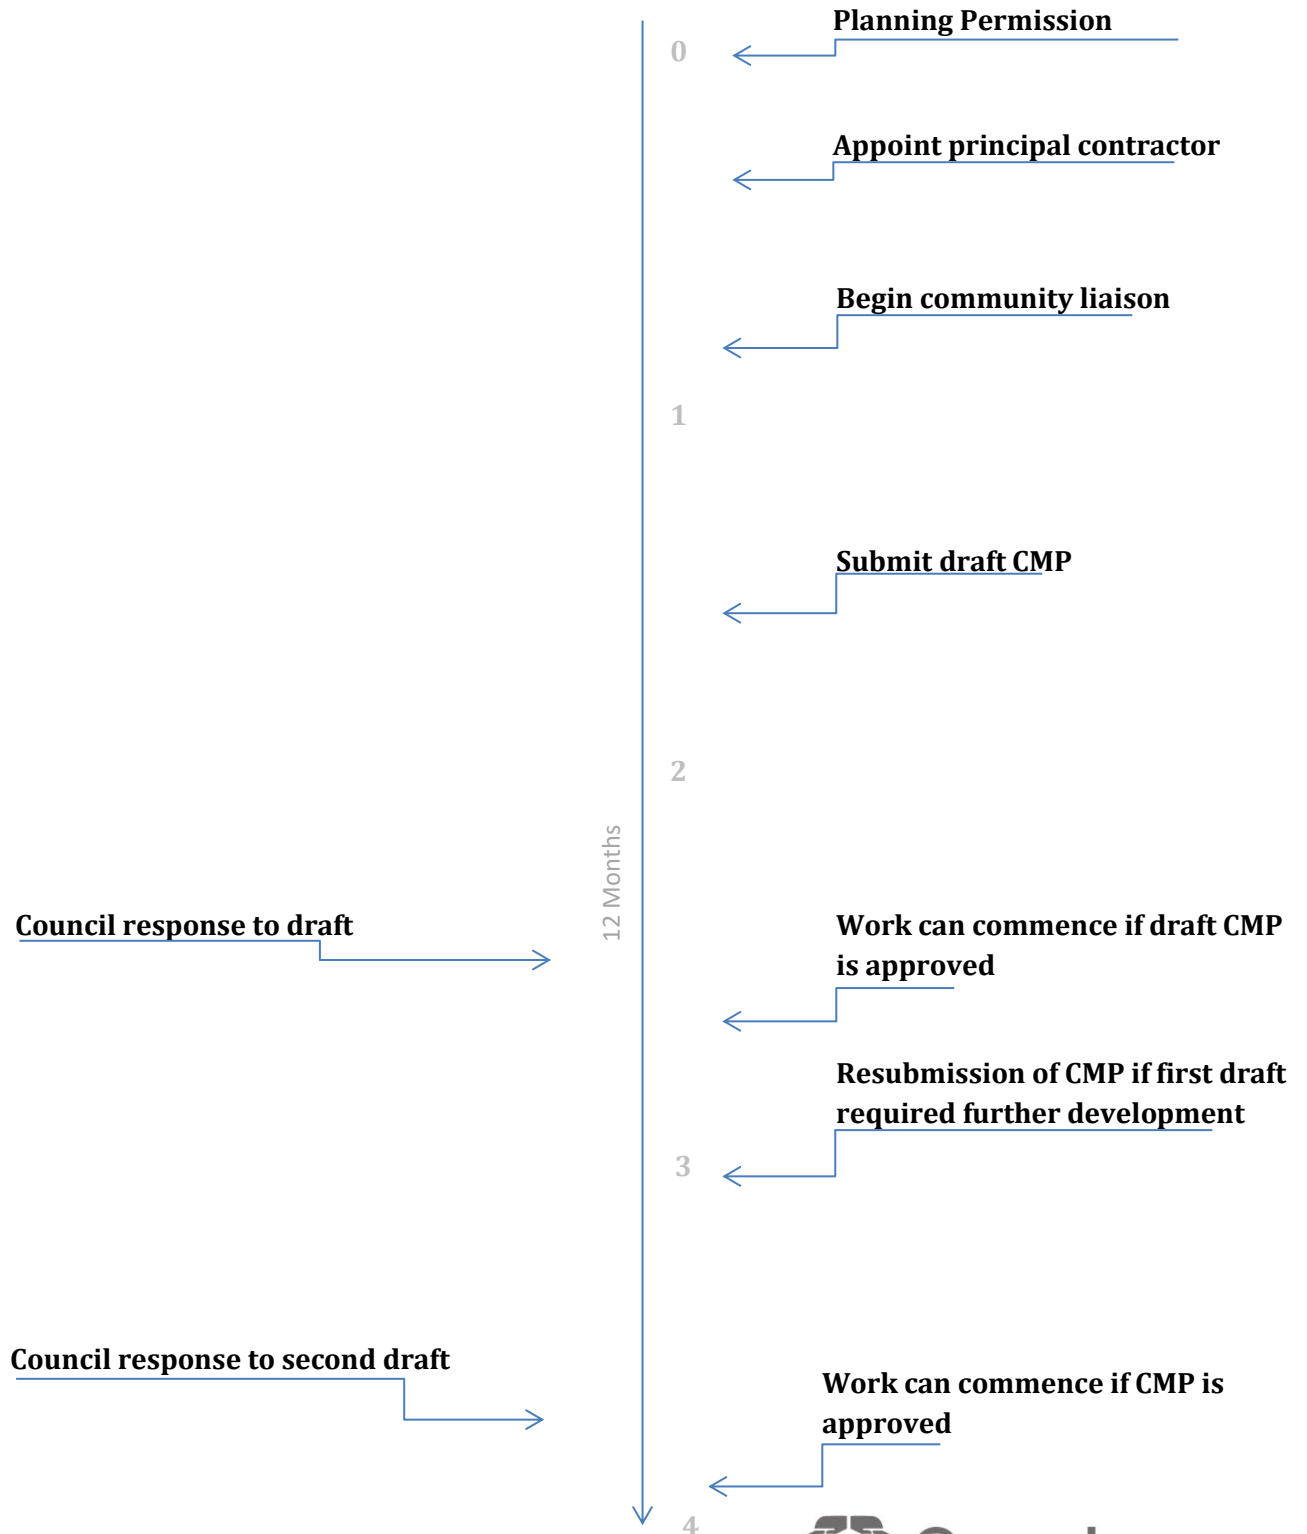 Planning Permission
0
Appoint principal contractor
Begin community liaison
1
Submit draft CMP
2
12 Months
Council response to draft
Work can commence if draft CMP
is approved
Resubmission of CMP if first draft
required further development
3
Council response to second draft
Work can commence if CMP is
approved
4